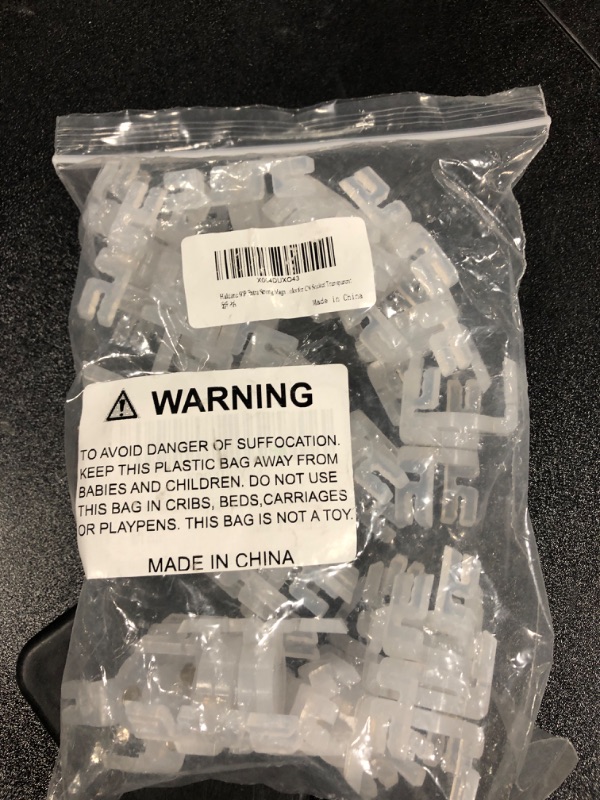 Made in China
WARNING
TO AVOID DANGER OF SUFFOCATION.
KEEP THIS PLASTIC BAG AWAY FROM
BABIES AND CHILDREN. DO NOT USE
THIS BAG IN CRIBS, BEDS,CARRIAGES
OR PLAYPENS. THIS BAG IS NOT A TOY.
MADE IN CHINA